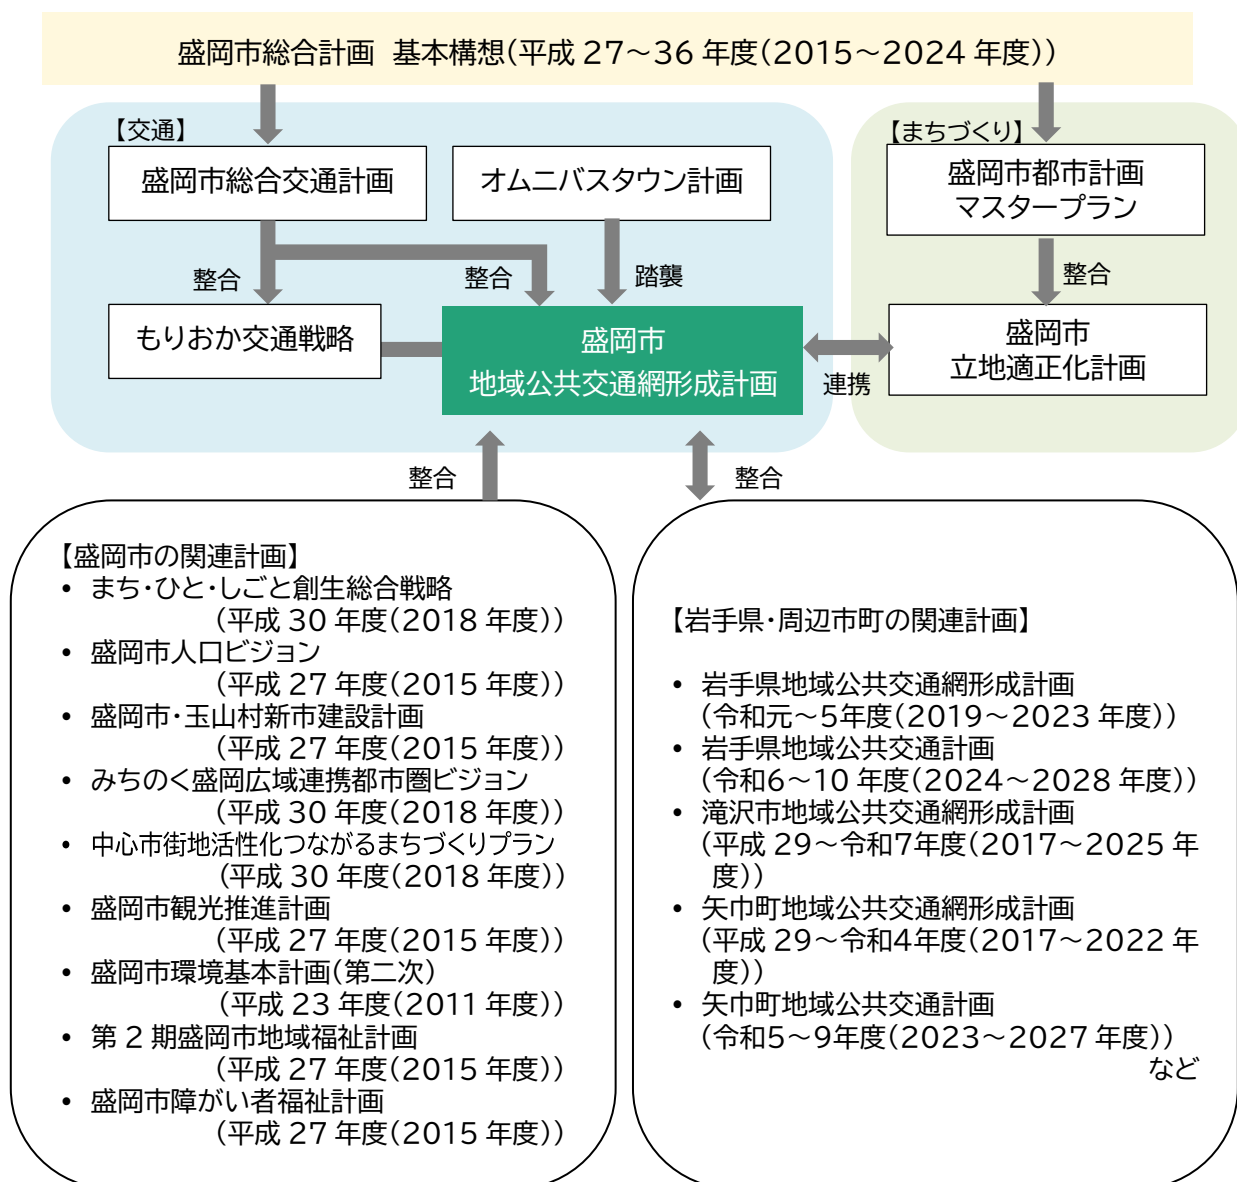 盛岡市総合計画 基本構想(平成 27～36 年度(2015～2024 年度))
【交通】
【まちづくり】
盛岡市総合交通計画
オムニバスタウン計画
盛岡市都市計画
マスタープラン
整合
整合
踏襲
整合
もりおか交通戦略
盛岡市
地域公共交通網形成計画
連携
盛岡市
立地適正化計画
整合
整合
【盛岡市の関連計画】
• まち・ひと・しごと創生総合戦略
(平成 30 年度(2018 年度))
• 盛岡市人口ビジョン
(平成 27 年度(2015 年度))
• 盛岡市・玉山村新市建設計画
(平成 27 年度(2015 年度))
• みちのく盛岡広域連携都市圏ビジョン
(平成 30 年度(2018 年度))
• 中心市街地活性化つながるまちづくりプラン
(平成 30 年度(2018 年度))
• 盛岡市観光推進計画
(平成 27 年度(2015 年度))
• 盛岡市環境基本計画(第二次)
(平成 23 年度(2011 年度))
• 第 2 期盛岡市地域福祉計画
(平成 27 年度(2015 年度))
• 盛岡市障がい者福祉計画
(平成 27 年度(2015 年度))
【岩手県・周辺市町の関連計画】
• 岩手県地域公共交通網形成計画
(令和元～5年度(2019～2023 年度))
• 岩手県地域公共交通計画
(令和6～10 年度(2024～2028 年度))
• 滝沢市地域公共交通網形成計画
(平成 29～令和7年度(2017～2025 年
度))
• 矢巾町地域公共交通網形成計画
(平成 29～令和4年度(2017～2022 年
度))
• 矢巾町地域公共交通計画
(令和5～9年度(2023～2027 年度))
など